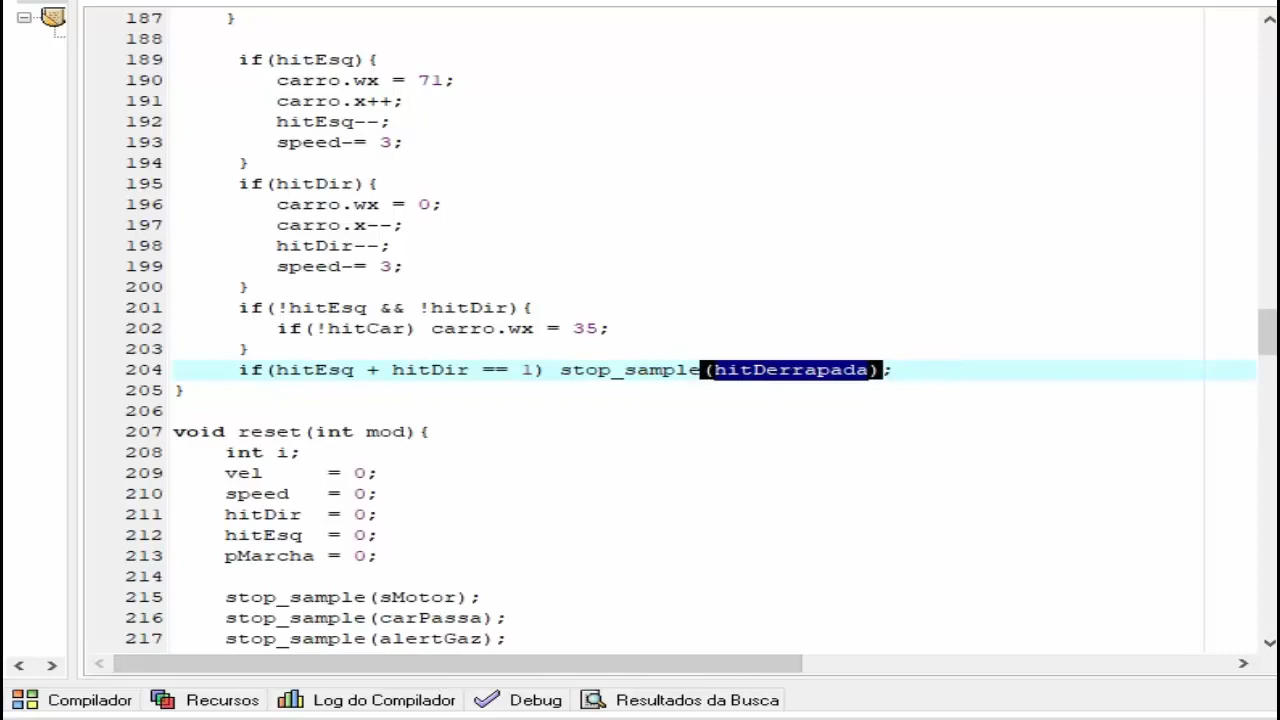 187 }
188
189 if(hitEsq){
190 carro.wx = 71;
191 carro.x++;
192 hitEsq--;
193 speed-= 3;
194 }
195 if(hitDir){
196 carro.wx = 0;
197 carro.x--;
198 hitDir--;
199 speed-= 3;
200 }
201 if(!hitEsq && !hitDir){
202 if(!hitCar) carro.wx = 35;
203 }
204 if(hitEsq + hitDir == 1) stop_sample(hitDerrapada);
205 }
206
207 void reset(int mod){
208 int i;
209 vel = 0;
210 speed = 0;
211 hitDir = 0;
212 hitEsq = 0;
213 pMarcha = 0;
214
215 stop_sample(sMotor);
216 stop_sample(carPassa);
217 stop_sample(alertGaz);
Compilador Recursos Log do Compilador Debug Resultados da Busca